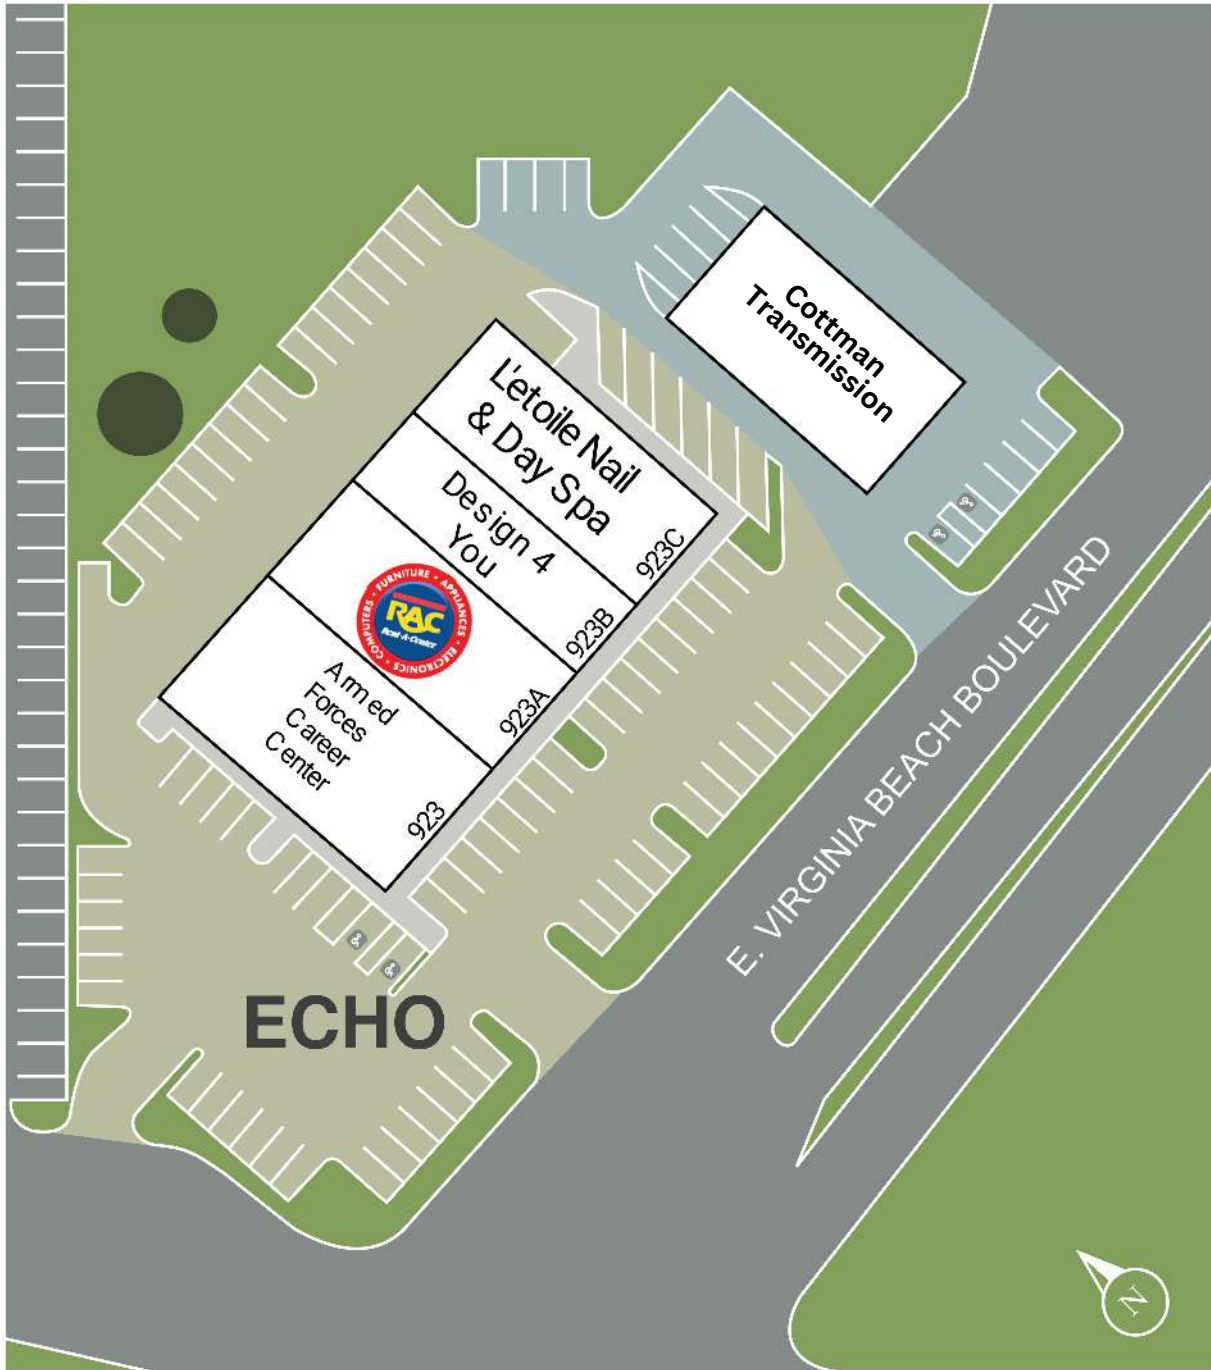 Cottman
Transmission
L'etoile Nail
& Day Spa
923C
Design 4
You
923B
COMPUTERS • FURNITURE • APPLIANCES • ELECTRONICS •
RAC
Rent-A-Center
923A
Armed
Forces
Career
Center
923
ECHO
E. VIRGINIA BEACH BOULEVARD
N